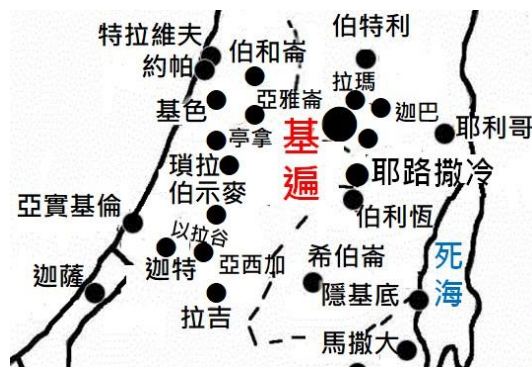 特拉維夫
伯特利
伯和崙
約帕
拉瑪
基色
亞雅崙
迦巴
基遍
耶利哥
亭拿
瑣拉
耶路撒冷
伯示麥
伯利恆
亞實基倫
以拉谷
死海
迦特
亞西加
希伯崙
迦薩
隱基底
拉吉
馬撒大